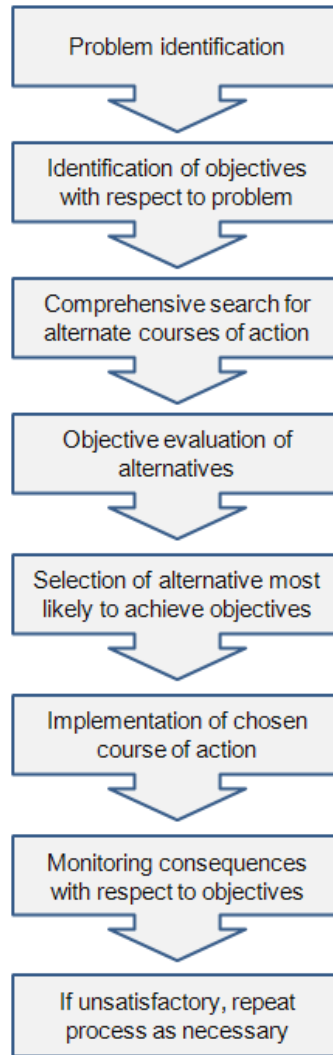 Problem identification
Identification of objectives
with respect to problem
Comprehensive search for
alternate courses of action
Objective evaluation of
alternatives
Selection of alternative most
likely to achieve objectives
Implementation of chosen
course of action
Monitoring consequences
with respect to objectives
If unsatisfactory, repeat
process as necessary